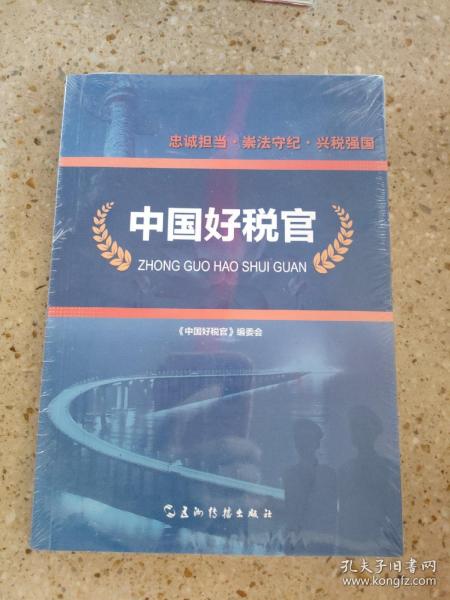 忠诚担当·崇法守纪·兴税强国
中国好税官
ZHONG GUO HAO SHUI GUAN
《中国好税官》编委会
五洲传播出版社
孔夫子旧书网
www.kongfz.com